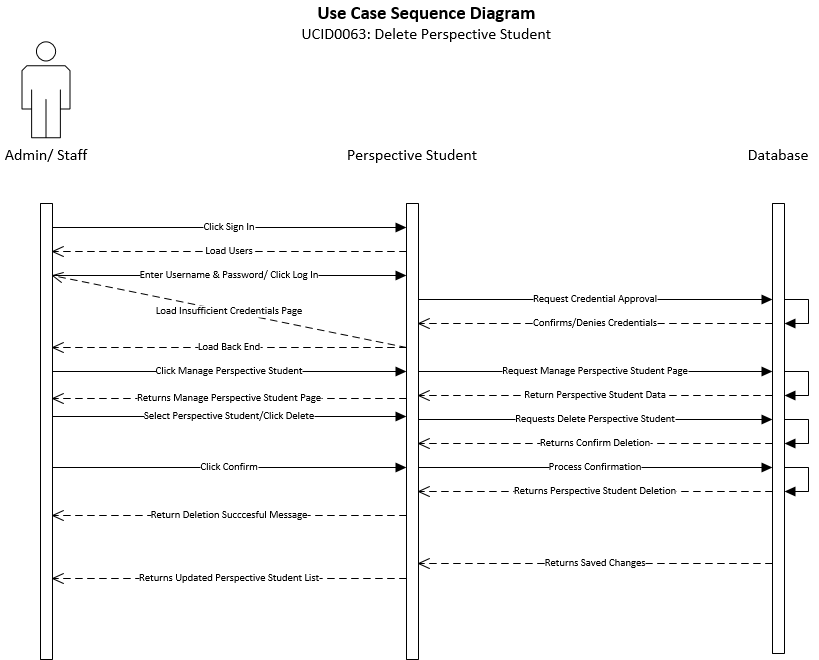 Use Case Sequence Diagram
UCID0063: Delete Perspective Student
Admin/ Staff
Perspective Student
Database
Click Sign In
Load Users
Enter Username & Password/ Click Log In
Request Credential Approval
Load Insufficient Credentials Page
Confirms/Denies Credentials
Load Back End
Click Manage Perspective Student
Request Manage Perspective Student Page
Returns Manage Perspective Student Page
Return Perspective Student Data
Select Perspective Student/Click Delete
Requests Delete Perspective Student
Returns Confirm Deletion
Click Confirm
Process Confirmation
Returns Perspective Student Deletion
Return Deletion Succcesful Message
Returns Saved Changes
Returns Updated Perspective Student List